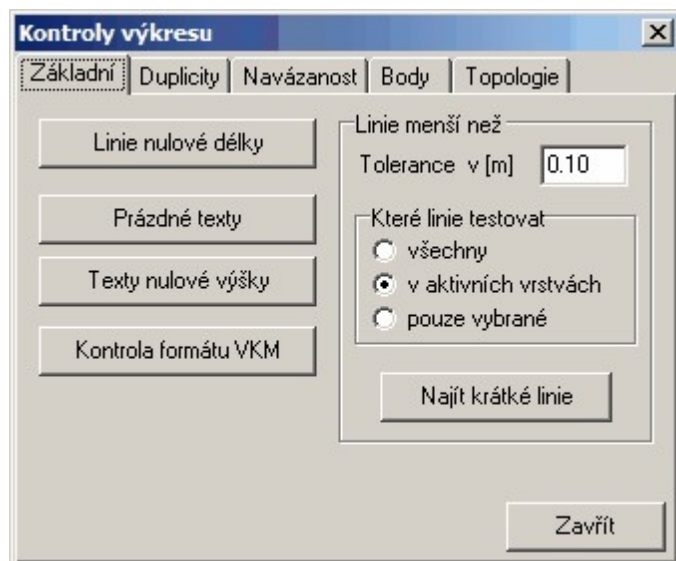 Kontroly výkresu
Základní Duplicity Navázanost Body Topologie
Linie nulové délky
Prázdné texty
Texty nulové výšky
Kontrola formátu VKM
Linie menší než
Tolerance v [m] 0.10
Které linie testovat
všechny
v aktivních vrstvách
pouze vybrané
Najít krátké linie
Zavřít